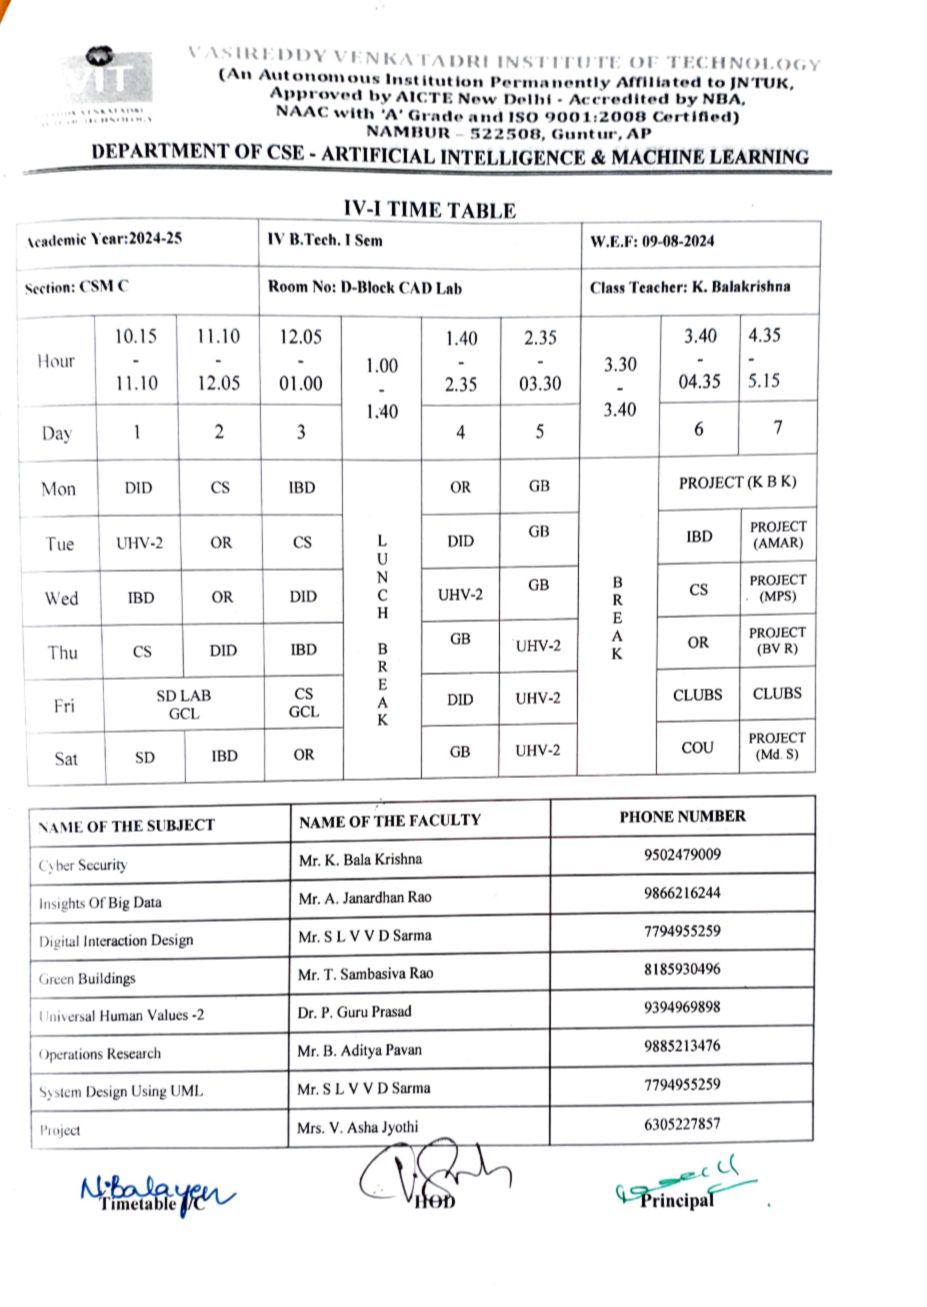 VIT
VASIREDDY VENKATADRI INSTITUTE OF TECHNOLOGY
(An Autonomous Institution Permanently Affiliated to JNTUK,
Approved by AICTE New Delhi - Accredited by NBA,
NAAC with 'A' Grade and ISO 9001:2008 Certified)
NAMBUR - 522508, Guntur, AP
DEPARTMENT OF CSE - ARTIFICIAL INTELLIGENCE & MACHINE LEARNING
IV-I TIME TABLE
Academic Year:2024-25 IV B.Tech. I Sem W.E.F: 09-08-2024
Section: CSM C Room No: D-Block CAD Lab Class Teacher: K. Balakrishna
Hour 10.15 - 11.10 11.10 - 12.05 12.05 - 01.00 1.00 - 1.40 1.40 - 2.35 2.35 - 03.30 3.30 - 3.40 3.40 - 04.35 4.35 - 5.15
Day 1 2 3 4 5 6 7
LUNCH BREAK
BREAK
Mon DID CS IBD OR GB PROJECT (K B K)
Tue UHV-2 OR CS DID GB IBD PROJECT (AMAR)
Wed IBD OR DID UHV-2 GB CS PROJECT (MPS)
Thu CS DID IBD GB UHV-2 OR PROJECT (BV R)
Fri SD LAB GCL CS GCL DID UHV-2 CLUBS CLUBS
Sat SD IBD OR GB UHV-2 COU PROJECT (Md. S)
NAME OF THE SUBJECT NAME OF THE FACULTY PHONE NUMBER
Cyber Security Mr. K. Bala Krishna 9502479009
Insights Of Big Data Mr. A. Janardhan Rao 9866216244
Digital Interaction Design Mr. S L V V D Sarma 7794955259
Green Buildings Mr. T. Sambasiva Rao 8185930496
Universal Human Values -2 Dr. P. Guru Prasad 9394969898
Operations Research Mr. B. Aditya Pavan 9885213476
System Design Using UML Mr. S L V V D Sarma 7794955259
Project Mrs. V. Asha Jyothi 6305227857
Timetable I/C HOD Principal